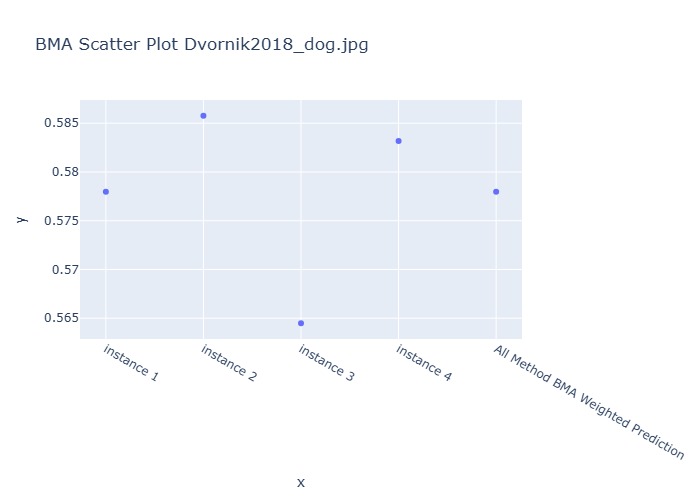 BMA Scatter Plot Dvornik2018_dog.jpg
0.585
0.58
0.575
0.57
0.565
y
instance 1
instance 2
instance 3
instance 4
All Method BMA Weighted Prediction
x